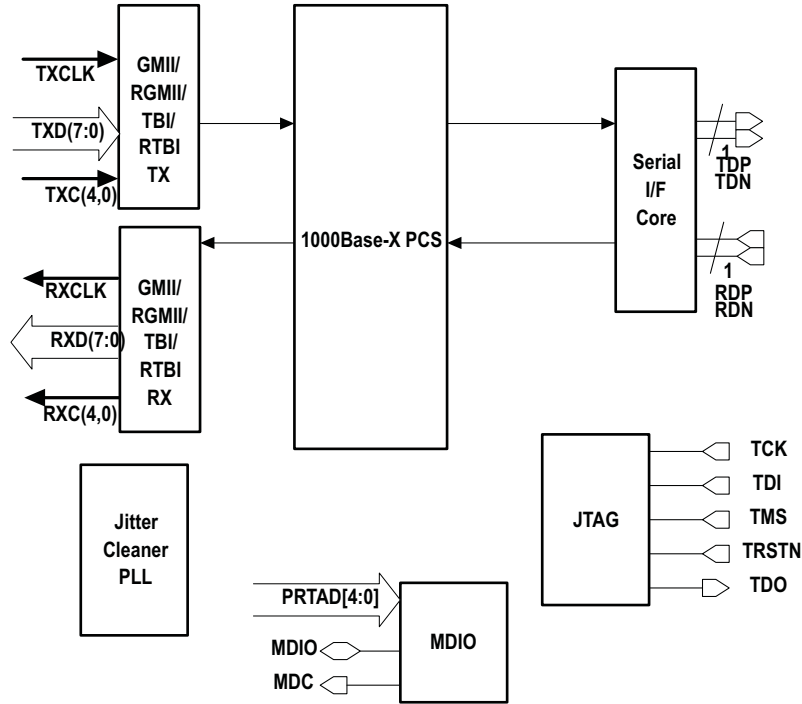 TXCLK
TXD(7:0)
TXC(4,0)
GMII/
RGMII/
TBI/
RTBI
TX
RXCLK
RXD(7:0)
RXC(4,0)
GMII/
RGMII/
TBI/
RTBI
RX
1000Base-X PCS
Serial
I/F
Core
1
TDP
TDN
1
RDP
RDN
Jitter
Cleaner
PLL
PRTAD[4:0]
MDIO
MDC
MDIO
JTAG
TCK
TDI
TMS
TRSTN
TDO